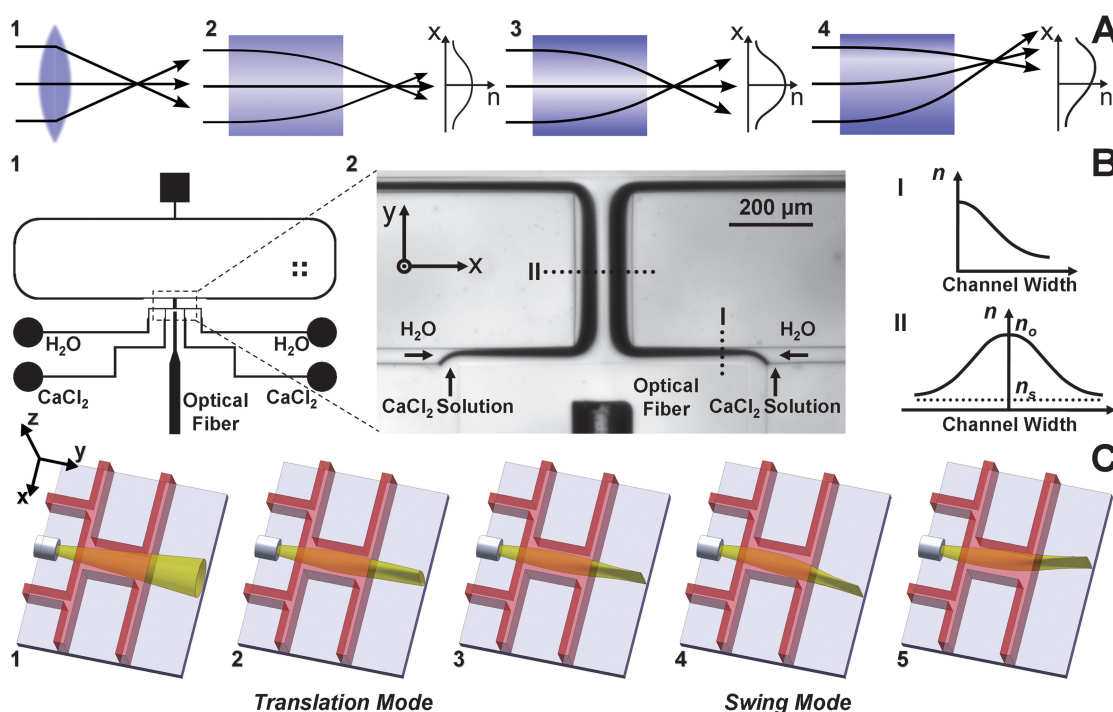 1
2
3
4
A
x
n
x
n
x
n
1
H₂O
H₂O
CaCl₂
CaCl₂
Optical
Fiber
2
y
x
200 µm
II
I
H₂O
H₂O
CaCl₂ Solution
Optical
Fiber
CaCl₂ Solution
B
I
n
Channel Width
II
n
nₒ
nₛ
Channel Width
C
z
y
x
1
2
3
4
5
Translation Mode
Swing Mode